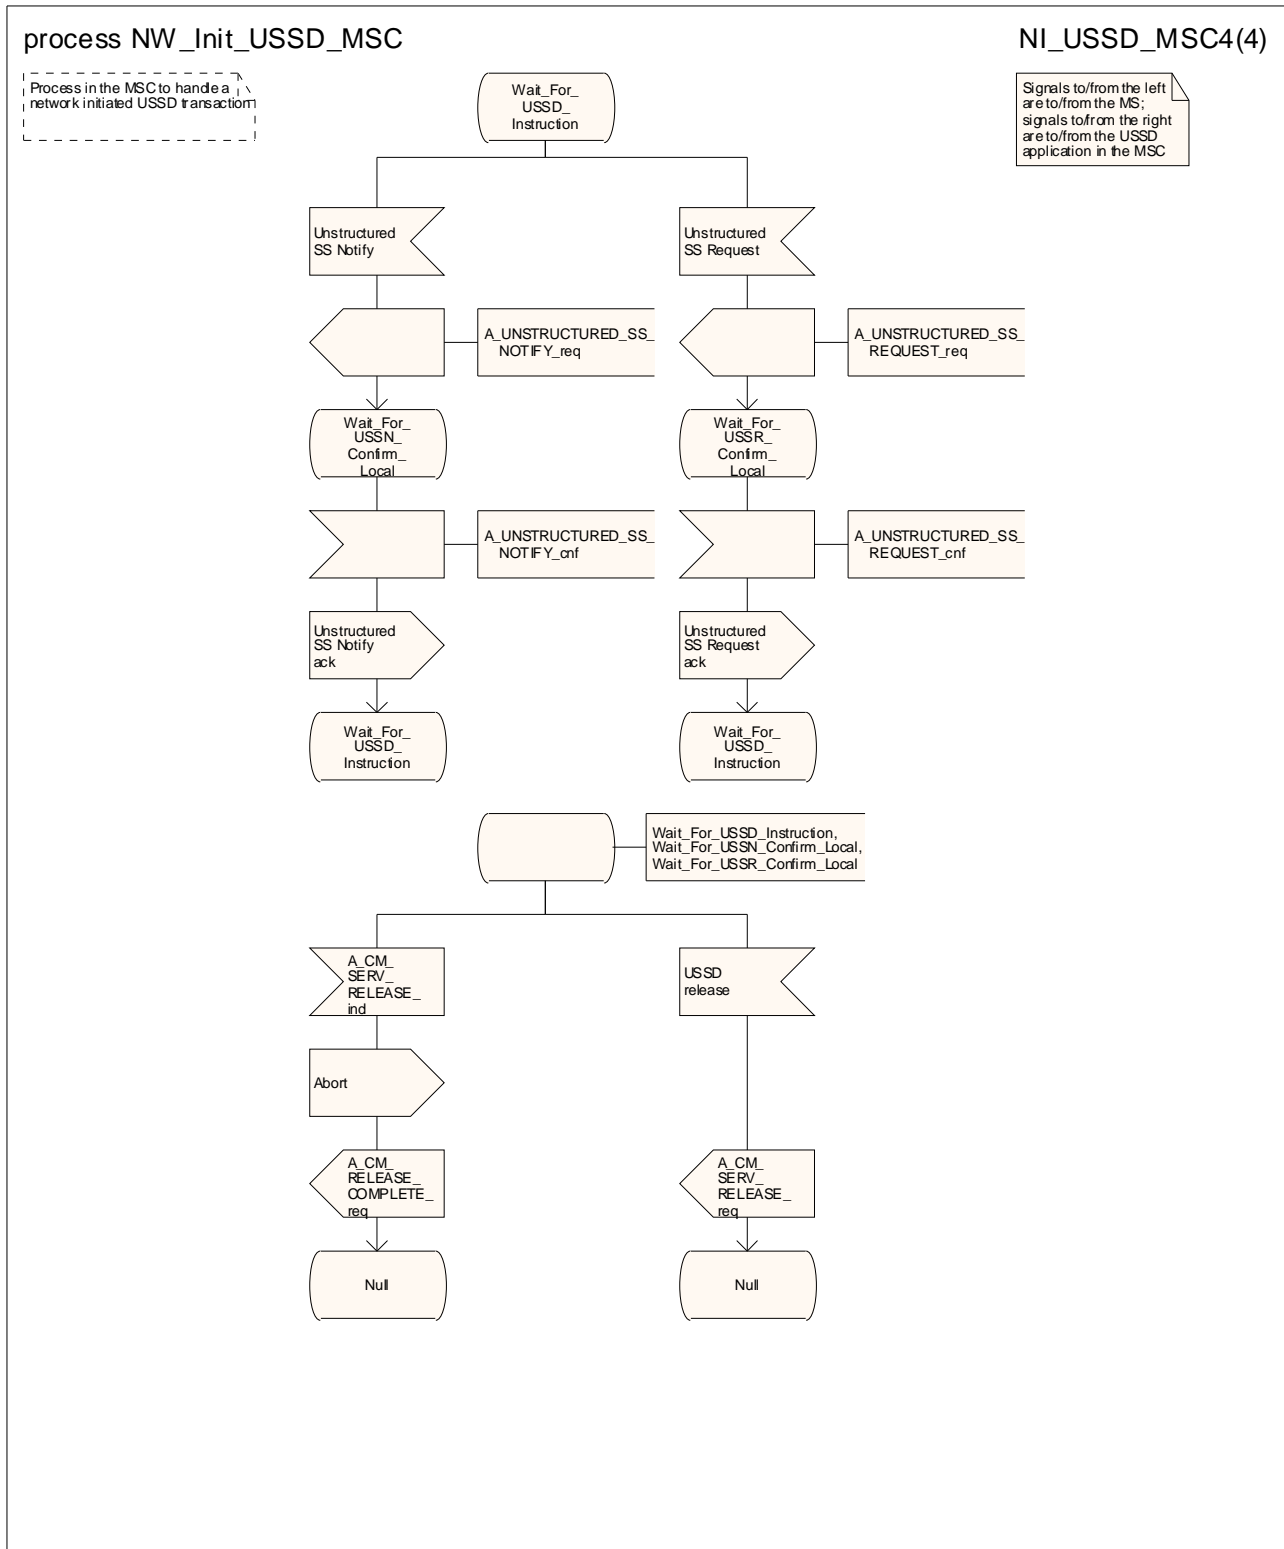 process NW_Init_USSD_MSC
NI_USSD_MSC4(4)
Process in the MSC to handle a
network initiated USSD transaction
Signals to/from the left
are to/from the MS;
signals to/from the right
are to/from the USSD
application in the MSC
Wait_For_
USSD_
Instruction
Unstructured
SS Notify
Unstructured
SS Request
A_UNSTRUCTURED_SS_
NOTIFY_req
A_UNSTRUCTURED_SS_
REQUEST_req
Wait_For_
USSN_
Confirm_
Local
Wait_For_
USSR_
Confirm_
Local
A_UNSTRUCTURED_SS_
NOTIFY_cnf
A_UNSTRUCTURED_SS_
REQUEST_cnf
Unstructured
SS Notify
ack
Unstructured
SS Request
ack
Wait_For_
USSD_
Instruction
Wait_For_
USSD_
Instruction
Wait_For_USSD_Instruction,
Wait_For_USSN_Confirm_Local,
Wait_For_USSR_Confirm_Local
A_CM_
SERV_
RELEASE_
ind
USSD
release
Abort
A_CM_
RELEASE_
COMPLETE_
req
A_CM_
SERV_
RELEASE_
req
Null
Null